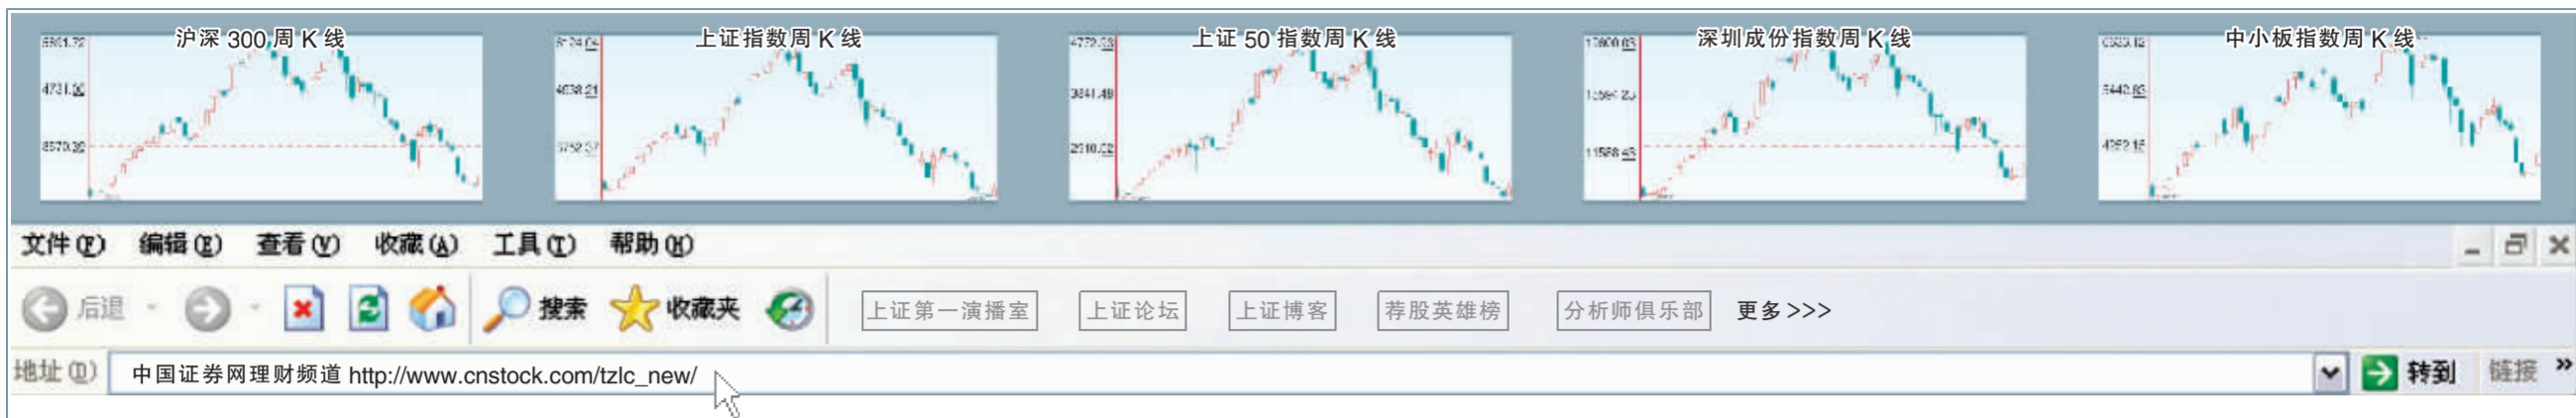 沪深 300 周 K 线
上证指数周 K 线
上证 50 指数周 K 线
深圳成份指数周 K 线
中小板指数周 K 线
文件(F) 编辑(E) 查看(V) 收藏(A) 工具(T) 帮助(H)
后退 搜索 收藏夹 上证第一演播室 上证论坛 上证博客 荐股英雄榜 分析师俱乐部 更多>>>
地址(D) 中国证券网理财频道 http://www.cnstock.com/tzlc_new/ 转到 链接 »